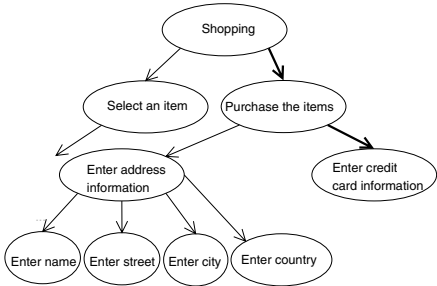 Shopping
Select an item
Purchase the items
Enter address
information
Enter credit
card information
...
Enter name
Enter street
Enter city
Enter country